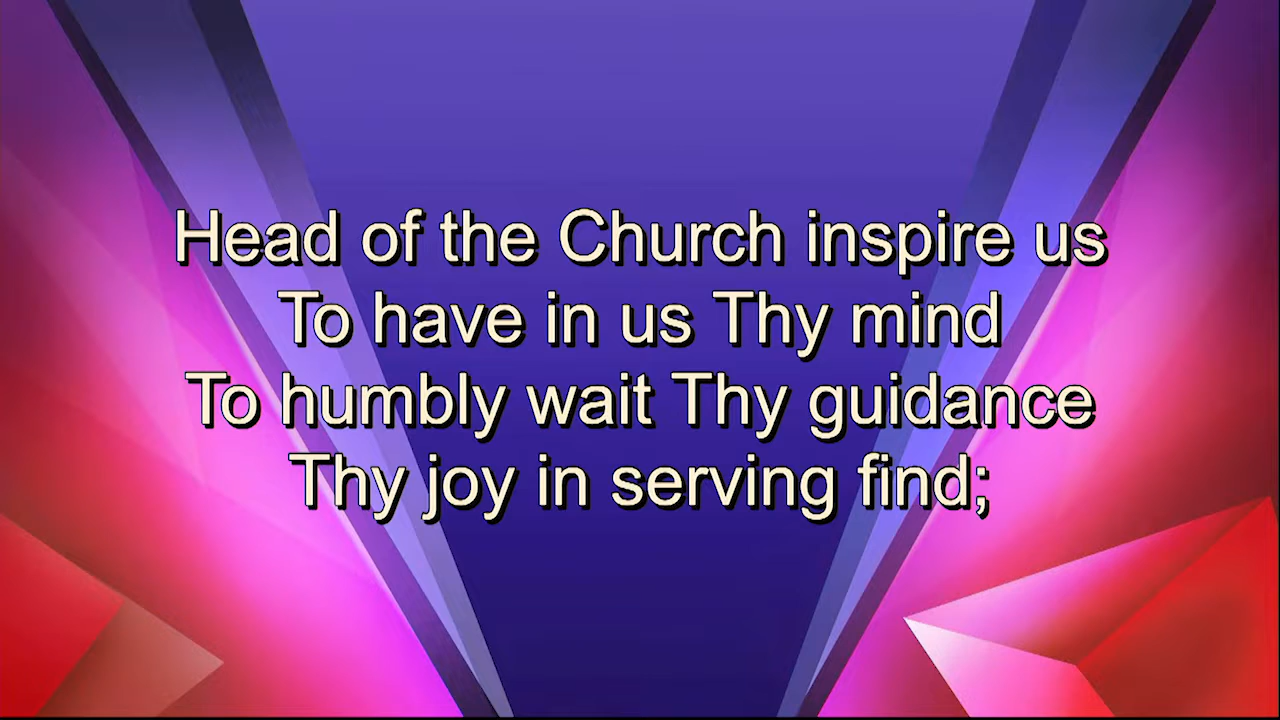 Head of the Church inspire us
To have in us Thy mind
To humbly wait Thy guidance
Thy joy in serving find;